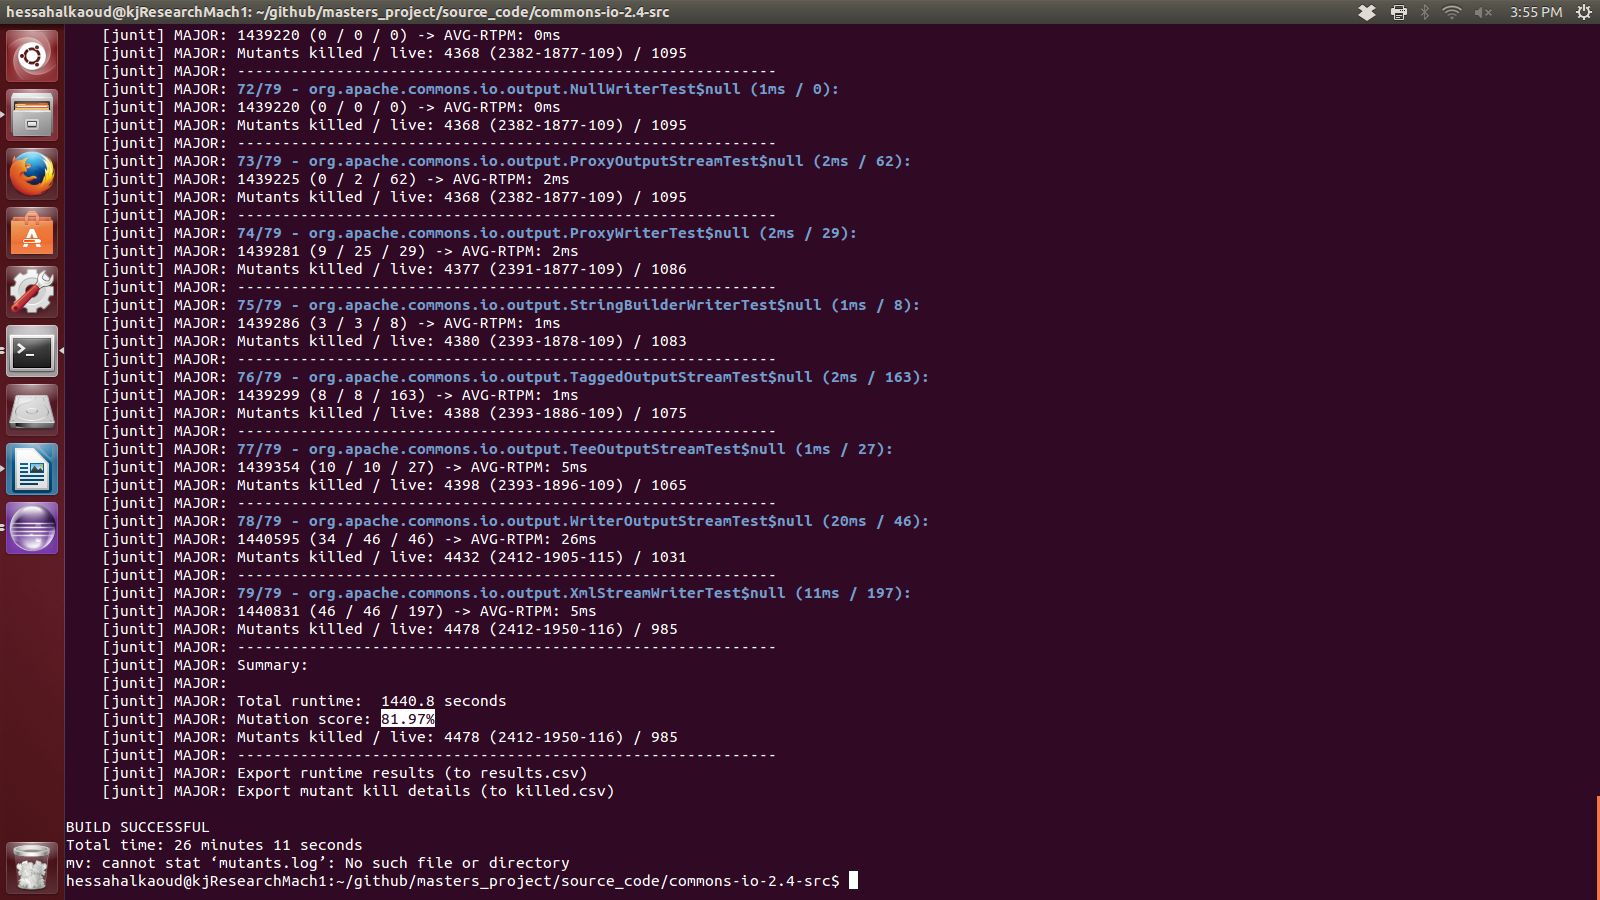 hessahalkaoud@kjResearchMach1: ~/github/masters_project/source_code/commons-io-2.4-src
3:55 PM
[junit] MAJOR: 1439220 (0 / 0 / 0) -> AVG-RTPM: 0ms
[junit] MAJOR: Mutants killed / live: 4368 (2382-1877-109) / 1095
[junit] MAJOR: ------------------------------------------------------------
[junit] MAJOR: 72/79 - org.apache.commons.io.output.NullWriterTest$null (1ms / 0):
[junit] MAJOR: 1439220 (0 / 0 / 0) -> AVG-RTPM: 0ms
[junit] MAJOR: Mutants killed / live: 4368 (2382-1877-109) / 1095
[junit] MAJOR: ------------------------------------------------------------
[junit] MAJOR: 73/79 - org.apache.commons.io.output.ProxyOutputStreamTest$null (2ms / 62):
[junit] MAJOR: 1439225 (0 / 2 / 62) -> AVG-RTPM: 2ms
[junit] MAJOR: Mutants killed / live: 4368 (2382-1877-109) / 1095
[junit] MAJOR: ------------------------------------------------------------
[junit] MAJOR: 74/79 - org.apache.commons.io.output.ProxyWriterTest$null (2ms / 29):
[junit] MAJOR: 1439281 (9 / 25 / 29) -> AVG-RTPM: 2ms
[junit] MAJOR: Mutants killed / live: 4377 (2391-1877-109) / 1086
[junit] MAJOR: ------------------------------------------------------------
[junit] MAJOR: 75/79 - org.apache.commons.io.output.StringBuilderWriterTest$null (1ms / 8):
[junit] MAJOR: 1439286 (3 / 3 / 8) -> AVG-RTPM: 1ms
[junit] MAJOR: Mutants killed / live: 4380 (2393-1878-109) / 1083
[junit] MAJOR: ------------------------------------------------------------
[junit] MAJOR: 76/79 - org.apache.commons.io.output.TaggedOutputStreamTest$null (2ms / 163):
[junit] MAJOR: 1439299 (8 / 8 / 163) -> AVG-RTPM: 1ms
[junit] MAJOR: Mutants killed / live: 4388 (2393-1886-109) / 1075
[junit] MAJOR: ------------------------------------------------------------
[junit] MAJOR: 77/79 - org.apache.commons.io.output.TeeOutputStreamTest$null (1ms / 27):
[junit] MAJOR: 1439354 (10 / 10 / 27) -> AVG-RTPM: 5ms
[junit] MAJOR: Mutants killed / live: 4398 (2393-1896-109) / 1065
[junit] MAJOR: ------------------------------------------------------------
[junit] MAJOR: 78/79 - org.apache.commons.io.output.WriterOutputStreamTest$null (20ms / 46):
[junit] MAJOR: 1440595 (34 / 46 / 46) -> AVG-RTPM: 26ms
[junit] MAJOR: Mutants killed / live: 4432 (2412-1905-115) / 1031
[junit] MAJOR: ------------------------------------------------------------
[junit] MAJOR: 79/79 - org.apache.commons.io.output.XmlStreamWriterTest$null (11ms / 197):
[junit] MAJOR: 1440831 (46 / 46 / 197) -> AVG-RTPM: 5ms
[junit] MAJOR: Mutants killed / live: 4478 (2412-1950-116) / 985
[junit] MAJOR: ------------------------------------------------------------
[junit] MAJOR: Summary:
[junit] MAJOR:
[junit] MAJOR: Total runtime:  1440.8 seconds
[junit] MAJOR: Mutation score: 81.97%
[junit] MAJOR: Mutants killed / live: 4478 (2412-1950-116) / 985
[junit] MAJOR: ------------------------------------------------------------
[junit] MAJOR: Export runtime results (to results.csv)
[junit] MAJOR: Export mutant kill details (to killed.csv)
BUILD SUCCESSFUL
Total time: 26 minutes 11 seconds
mv: cannot stat ‘mutants.log’: No such file or directory
hessahalkaoud@kjResearchMach1:~/github/masters_project/source_code/commons-io-2.4-src$